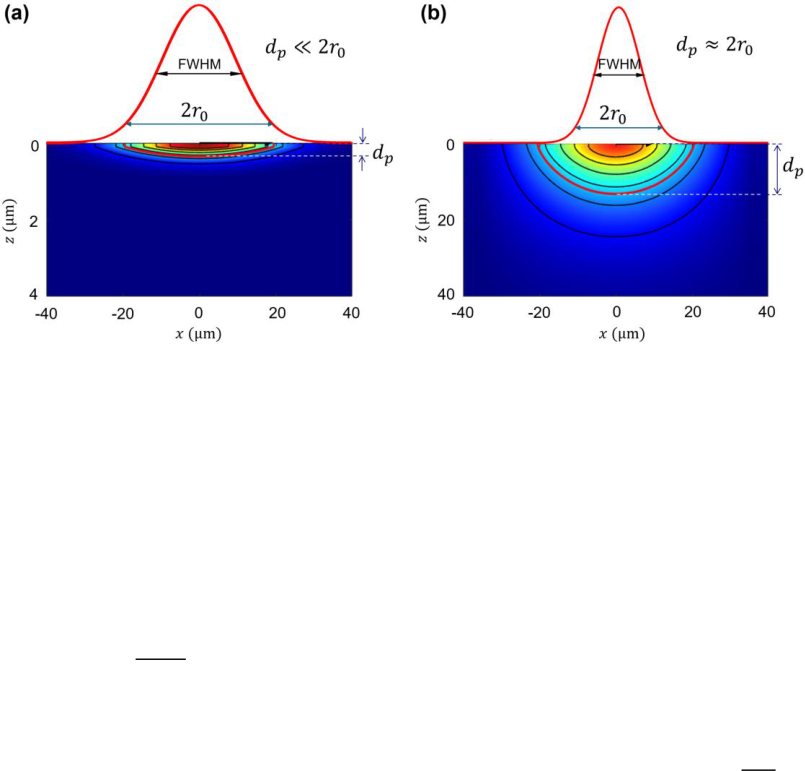 (a)
d_p ≪ 2r_0
FWHM
2r_0
d_p
0
2
4
z (μm)
-40 -20 0 20 40
x (μm)
(b)
d_p ≈ 2r_0
FWHM
2r_0
d_p
0
20
40
z (μm)
-40 -20 0 20 40
x (μm)